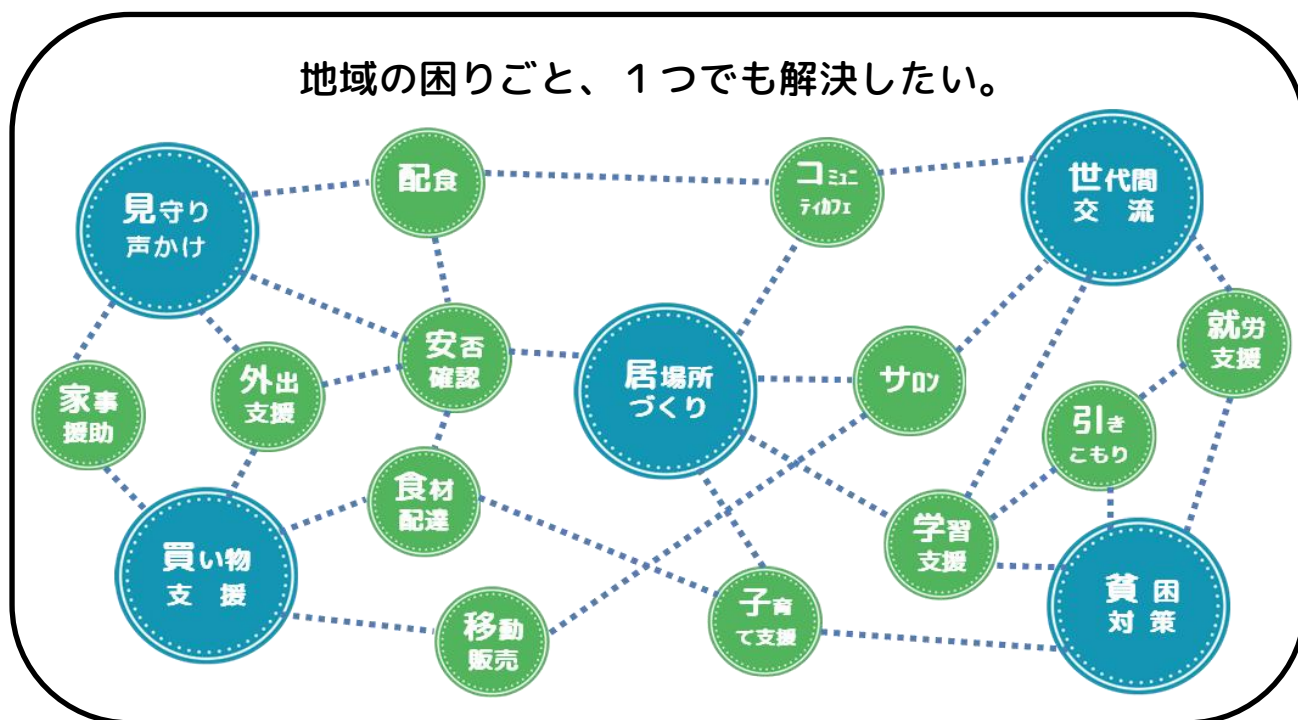 地域の困りごと、1つでも解決したい。
見守り
声かけ
配食
コミュニ
ティカフェ
世代間
交 流
家事
援助
外出
支援
安否
確認
居場所
づくり
サロン
就労
支援
引き
こもり
買い物
支 援
食材
配達
移動
販売
子育
て支援
学習
支援
貧困
対策